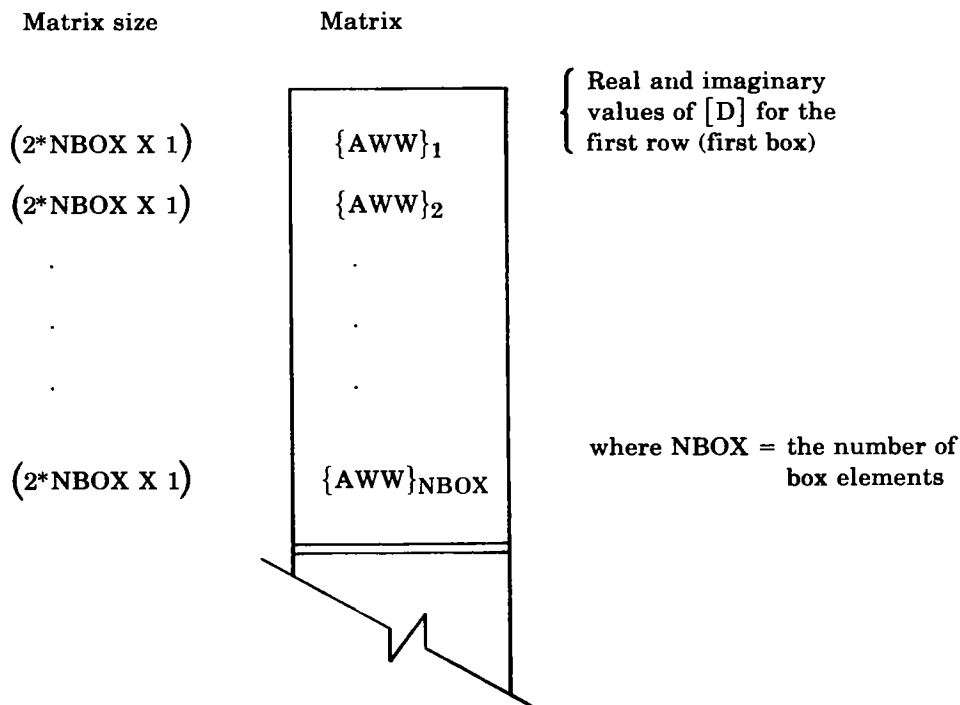 Matrix size Matrix
Real and imaginary
values of [D] for the
first row (first box)
(2*NBOX X 1) {AWW}1
(2*NBOX X 1) {AWW}2
. .
. .
. .
where NBOX = the number of
box elements
(2*NBOX X 1) {AWW}NBOX